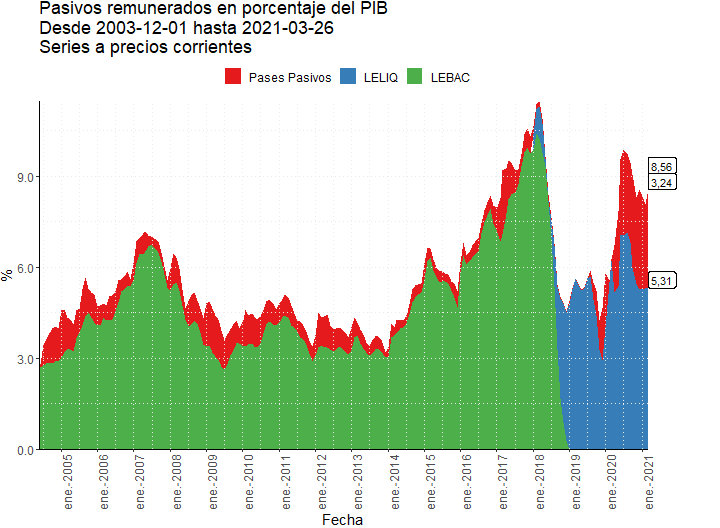 Pasivos remunerados en porcentaje del PIB
Desde 2003-12-01 hasta 2021-03-26
Series a precios corrientes
Pases Pasivos LELIQ LEBAC
%
9.0
6.0
3.0
0.0
8,56
3,24
5,31
ene.-2005
ene.-2006
ene.-2007
ene.-2008
ene.-2009
ene.-2010
ene.-2011
ene.-2012
ene.-2013
ene.-2014
ene.-2015
ene.-2016
ene.-2017
ene.-2018
ene.-2019
ene.-2020
ene.-2021
Fecha